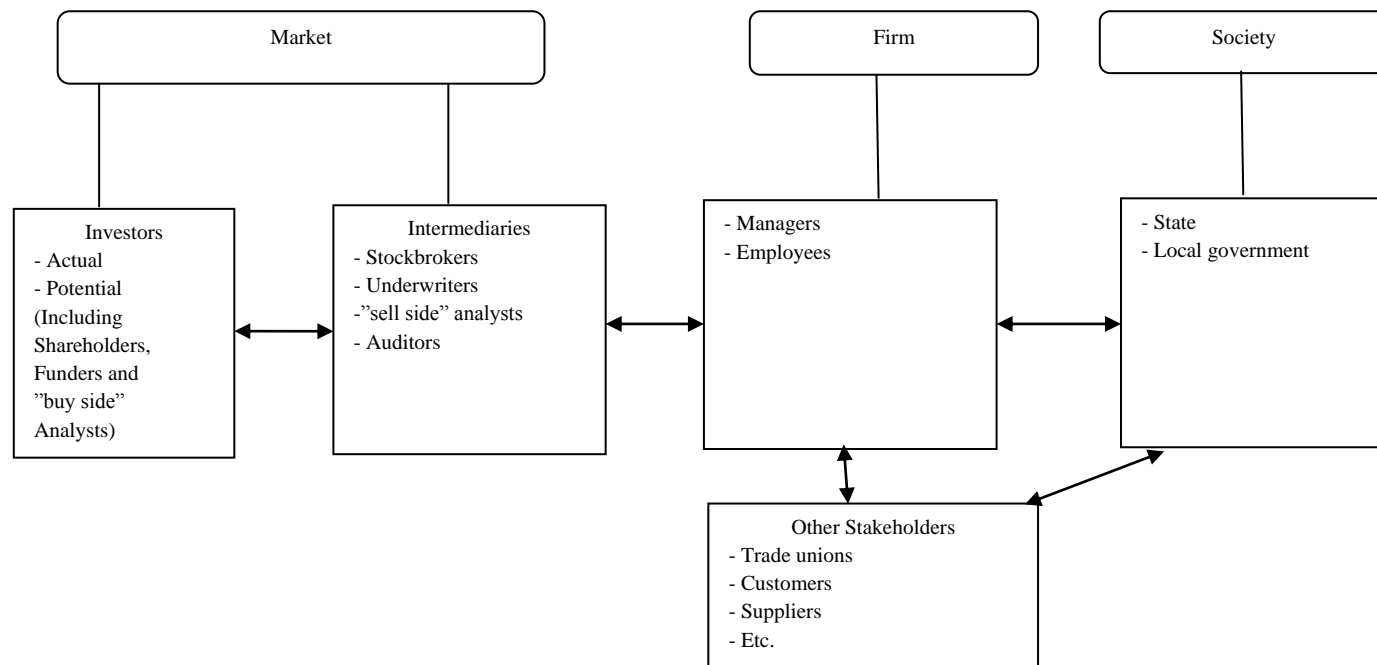 Market
Firm
Society
Investors
- Actual
- Potential
(Including
Shareholders,
Funders and
”buy side”
Analysts)
Intermediaries
- Stockbrokers
- Underwriters
-”sell side” analysts
- Auditors
- Managers
- Employees
- State
- Local government
Other Stakeholders
- Trade unions
- Customers
- Suppliers
- Etc.